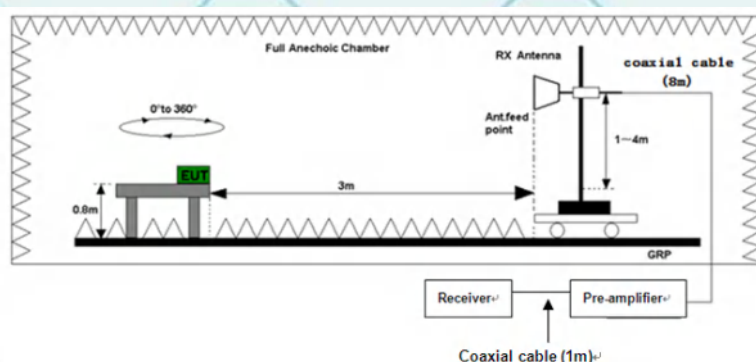 Full Anechoic Chamber
RX Antenna
coaxial cable
(8m)
0°to 360°
Ant.feed
point
1~4m
EUT
3m
0.8m
GRP
Receiver↵
Pre-amplifier↵
Coaxial cable (1m)↵